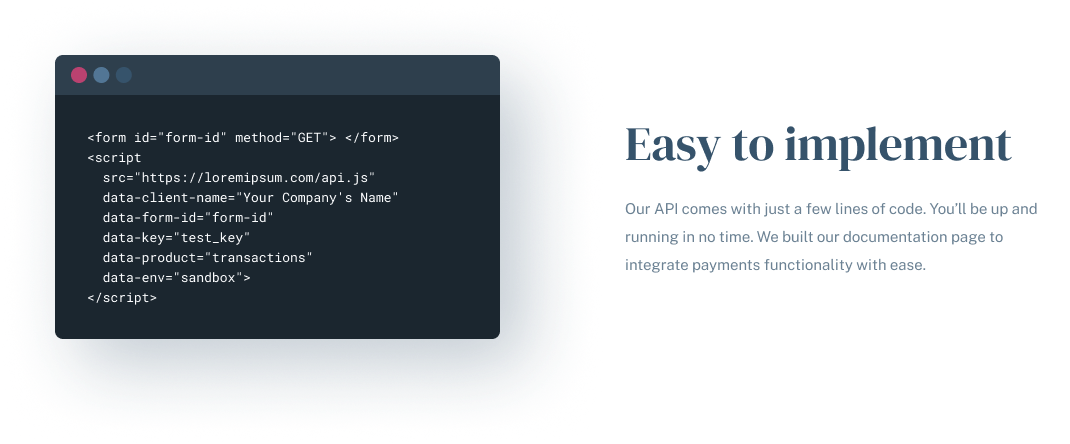 <form id="form-id" method="GET"> </form>
<script
  src="https://loremipsum.com/api.js"
  data-client-name="Your Company's Name"
  data-form-id="form-id"
  data-key="test_key"
  data-product="transactions"
  data-env="sandbox">
</script>
Easy to implement
Our API comes with just a few lines of code. You’ll be up and
running in no time. We built our documentation page to
integrate payments functionality with ease.